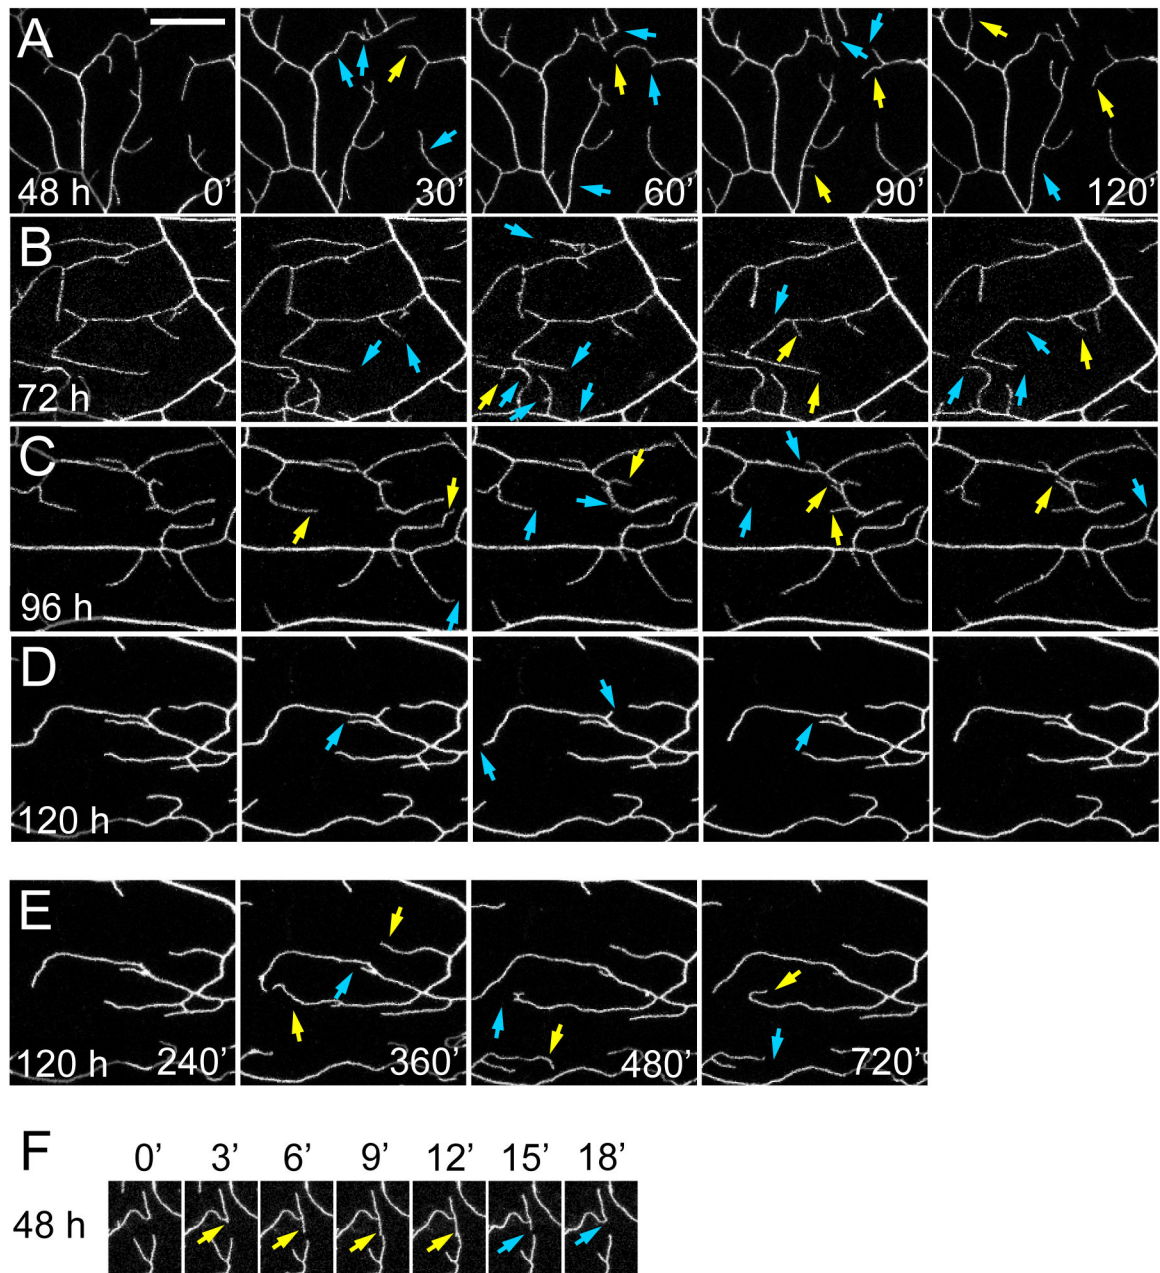 A
48 h 0’ 30’ 60’ 90’ 120’
B
72 h
C
96 h
D
120 h
E
120 h 240’ 360’ 480’ 720’
F 0’ 3’ 6’ 9’ 12’ 15’ 18’
48 h